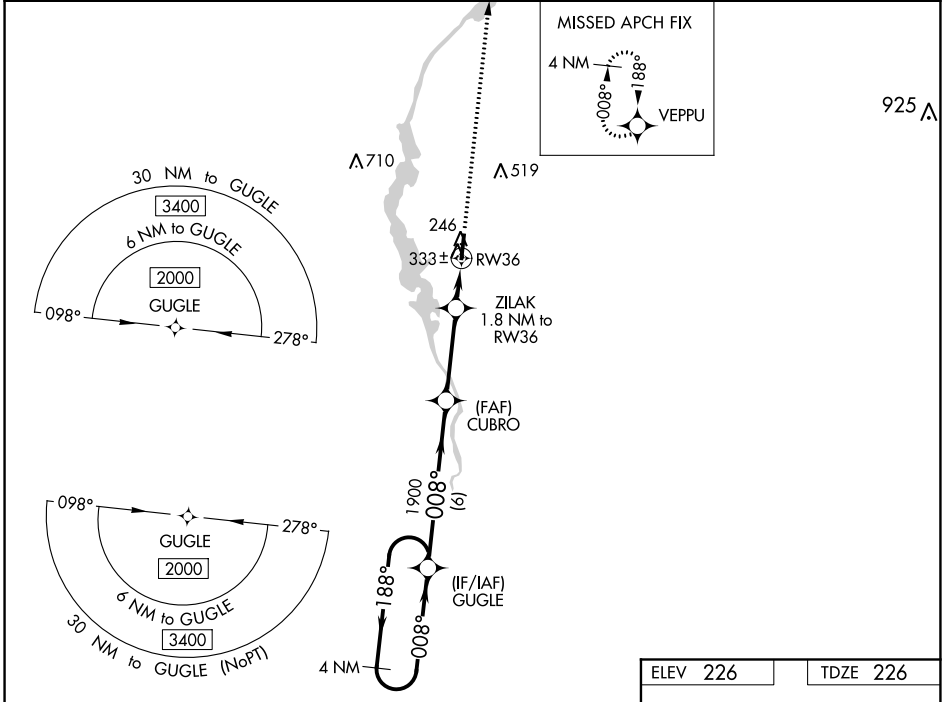 MISSED APCH FIX
4 NM
008°
188°
VEPPU
925
710
519
30 NM to GUGLE
3400
6 NM to GUGLE
2000
GUGLE
098°
278°
246
333±
RW36
ZILAK
1.8 NM to
RW36
(FAF)
CUBRO
1900
008°
(6)
098°
278°
GUGLE
2000
6 NM to GUGLE
3400
30 NM to GUGLE (NoPT)
188°
008°
(IF/IAF)
GUGLE
4 NM
ELEV 226
TDZE 226